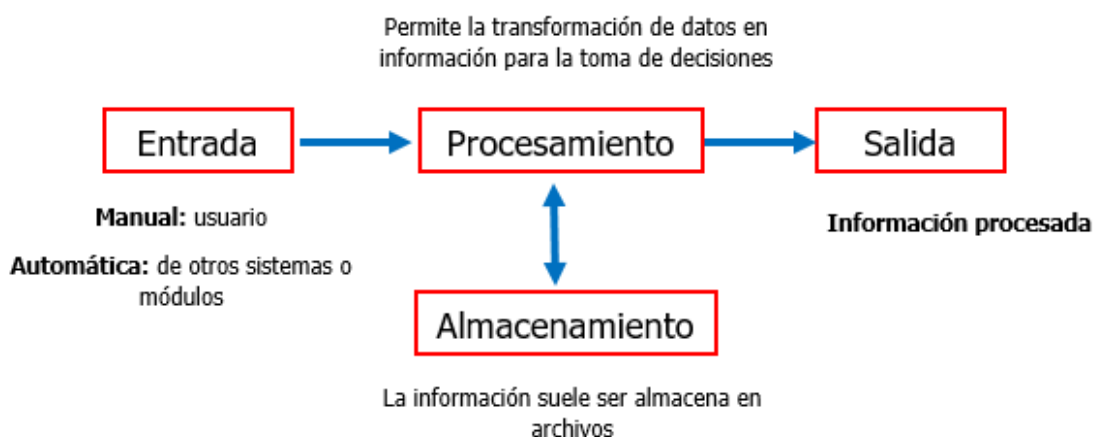 Permite la transformación de datos en
información para la toma de decisiones
Entrada
Procesamiento
Salida
Manual: usuario
Automática: de otros sistemas o
módulos
Información procesada
Almacenamiento
La información suele ser almacena en
archivos